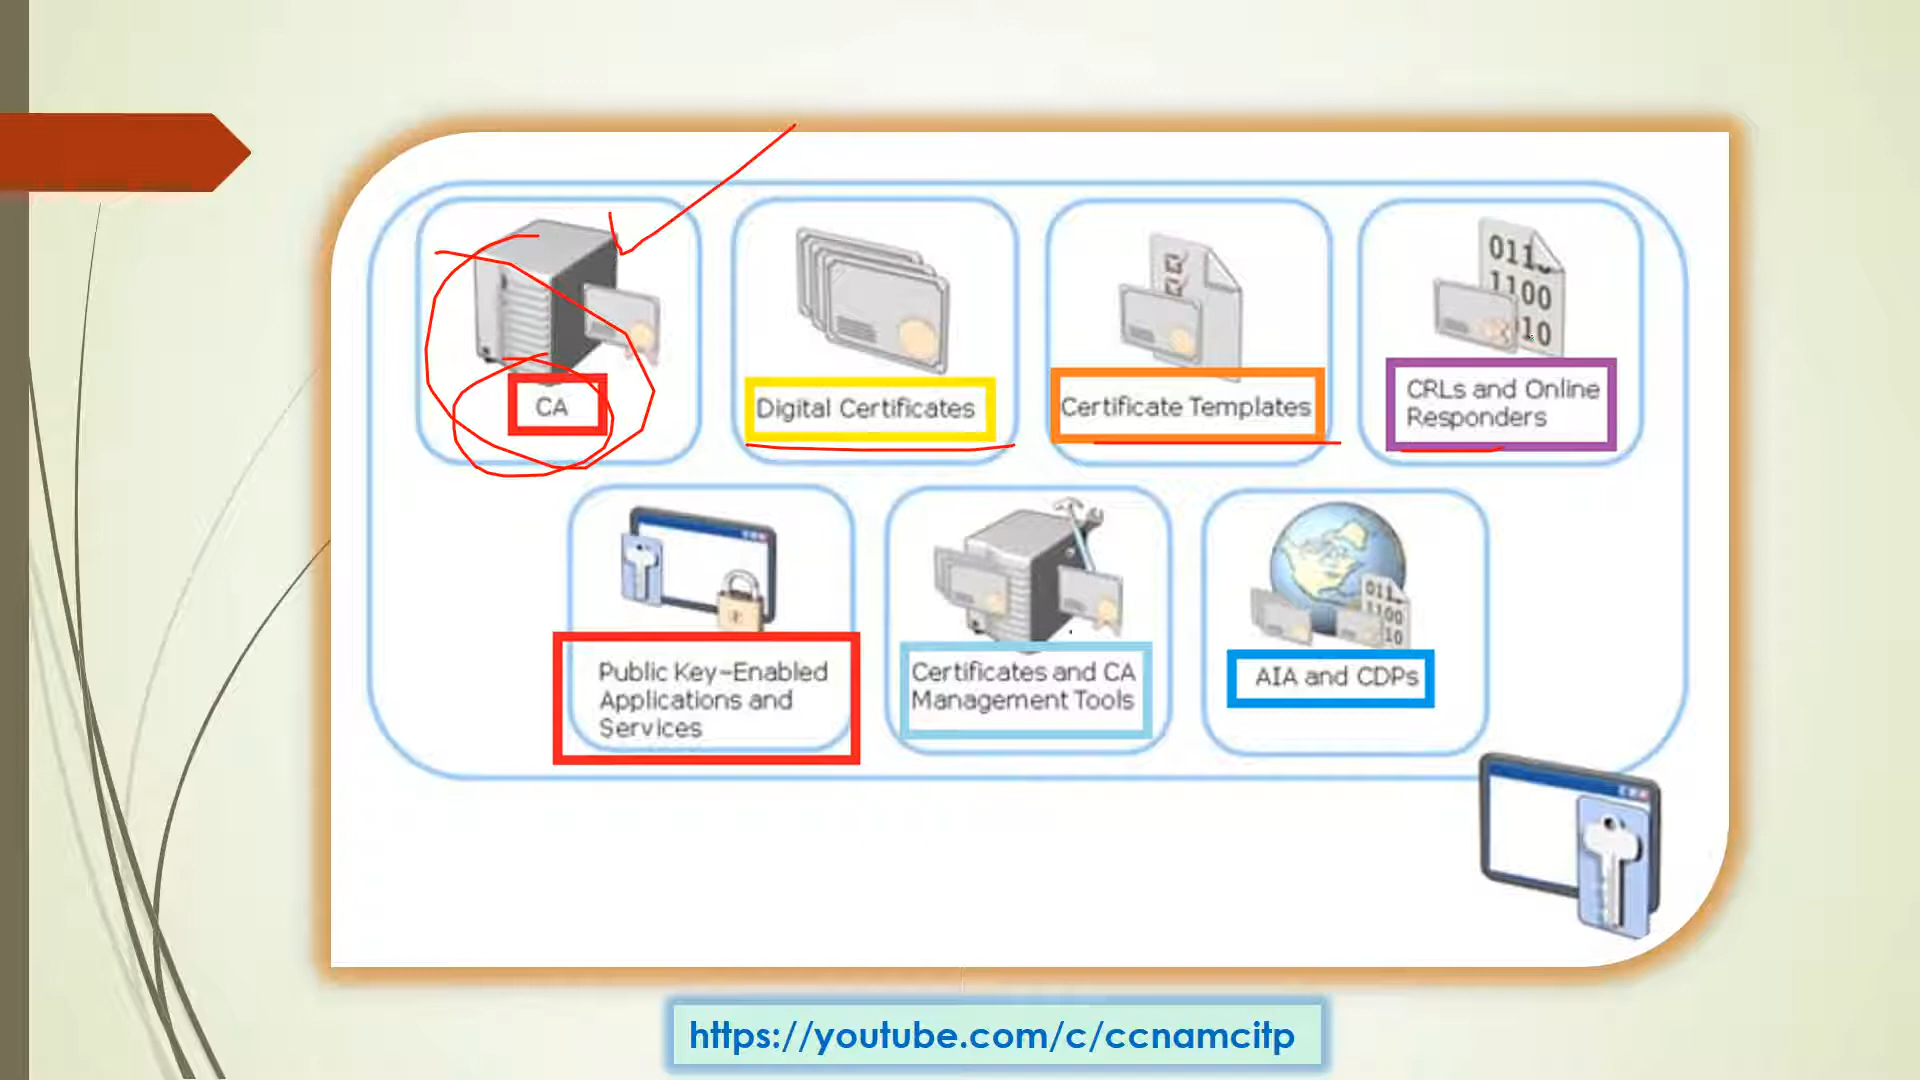 CA
Digital Certificates
Certificate Templates
CRLs and Online
Responders
Public Key-Enabled
Applications and
Services
Certificates and CA
Management Tools
AIA and CDPs
https://youtube.com/c/ccnamcitp